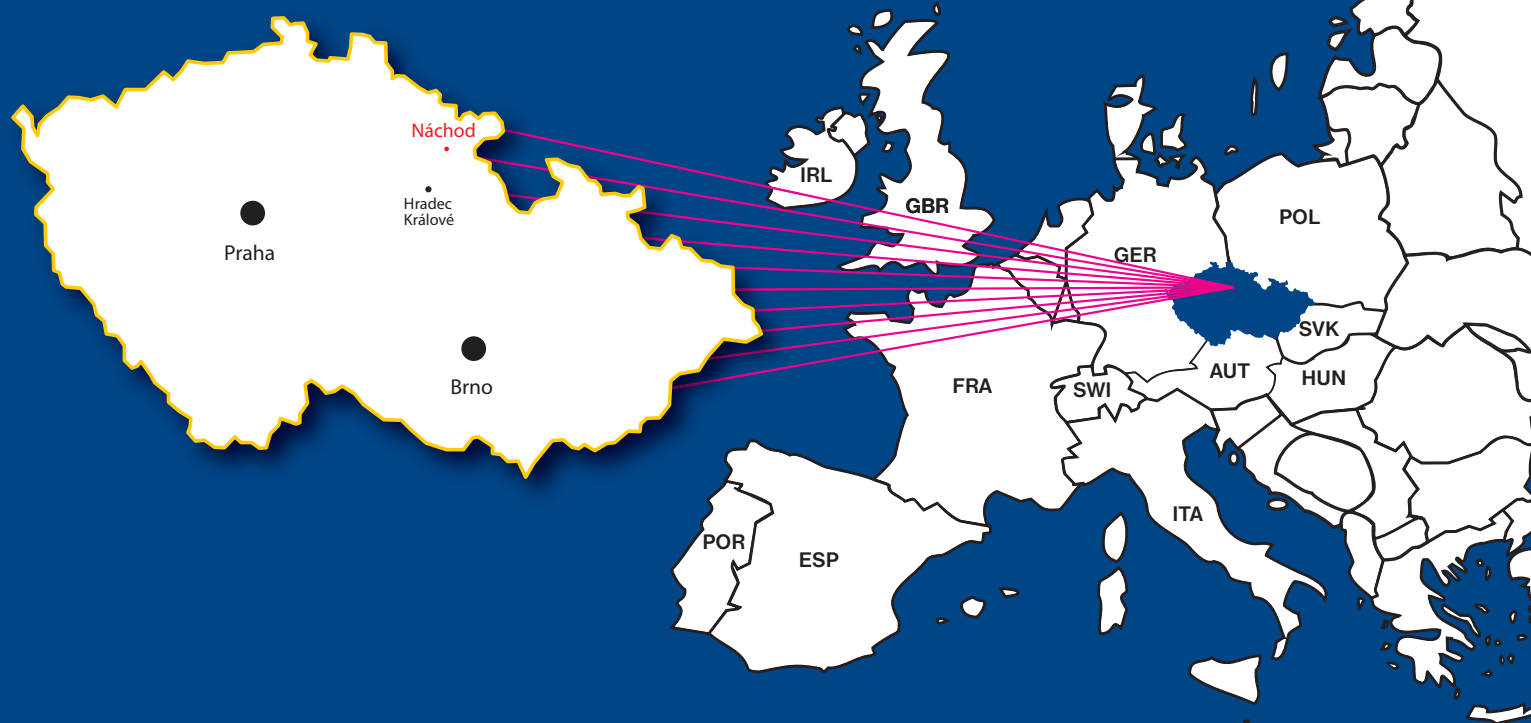 Náchod
Hradec
Králové
Praha
Brno
IRL
GBR
GER
POL
SVK
AUT
HUN
SWI
FRA
ITA
POR
ESP